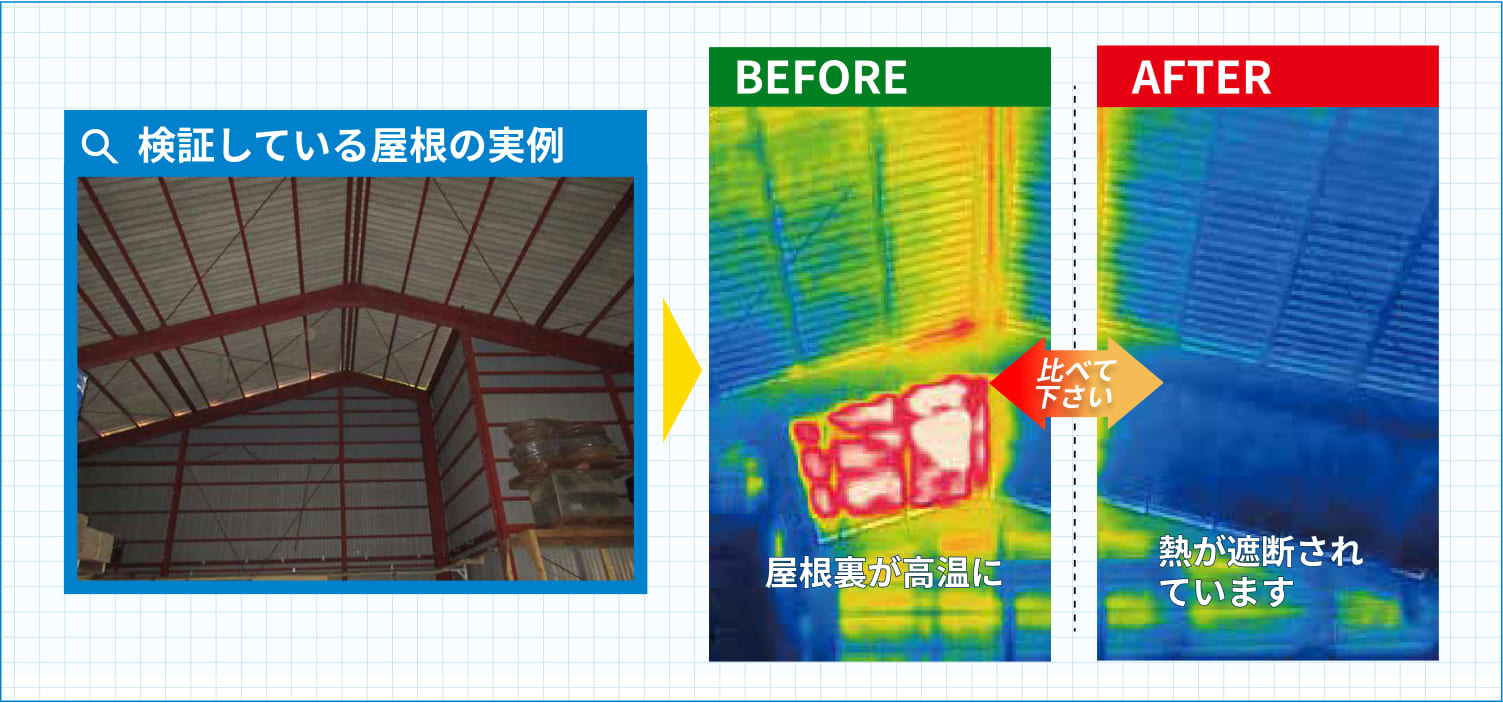 検証している屋根の実例
BEFORE
屋根裏が高温に
比べて
下さい
AFTER
熱が遮断され
ています